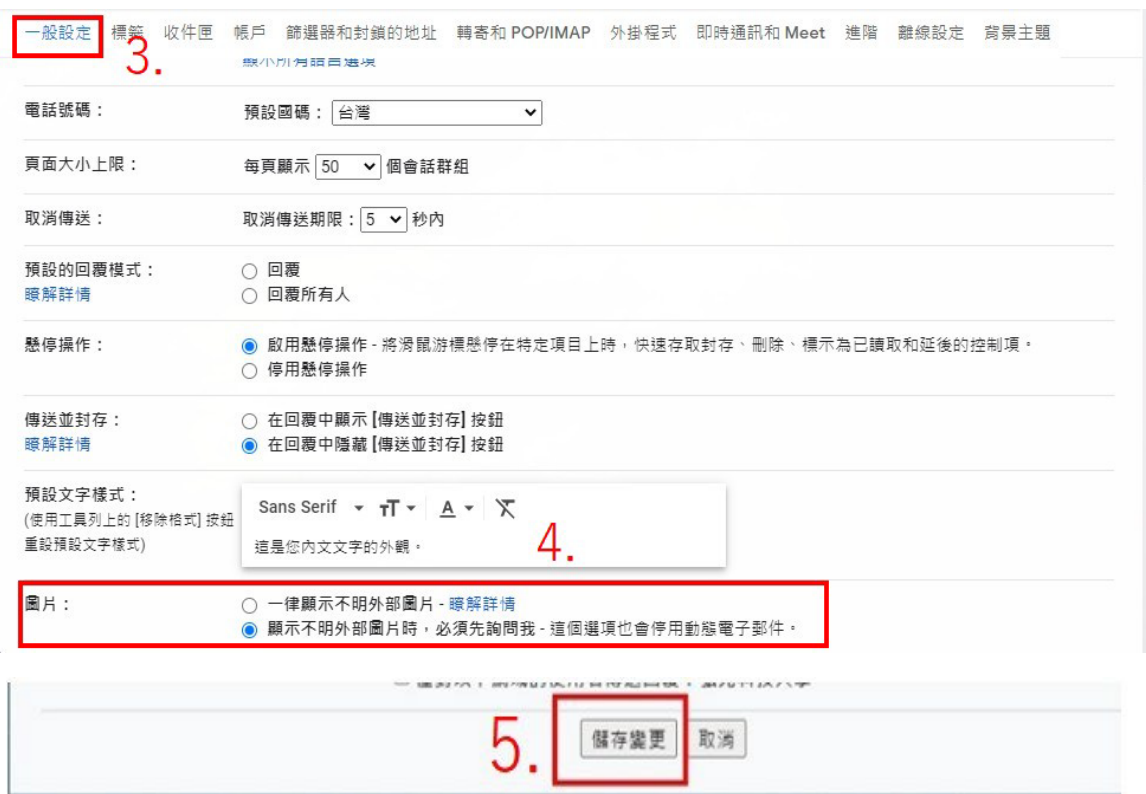 一般設定 標籤 收件匣 帳戶 篩選器和封鎖的地址 轉寄和 POP/IMAP 外掛程式 即時通訊和 Meet 進階 離線設定 背景主題
3.
顯示所有語言選項
電話號碼： 預設國碼： 台灣
頁面大小上限： 每頁顯示 50 個會話群組
取消傳送： 取消傳送期限： 5 秒內
預設的回覆模式： 回覆
瞭解詳情 回覆所有人
懸停操作： 啟用懸停操作 - 將滑鼠游標懸停在特定項目上時，快速存取封存、刪除、標示為已讀取和延後的控制項。
停用懸停操作
傳送並封存： 在回覆中顯示 [傳送並封存] 按鈕
瞭解詳情 在回覆中隱藏 [傳送並封存] 按鈕
預設文字樣式：
(使用工具列上的 [移除格式] 按鈕 Sans Serif TT A
重設預設文字樣式) 這是您內文文字的外觀。
4.
圖片： 一律顯示不明外部圖片 - 瞭解詳情
顯示不明外部圖片時，必須先詢問我 - 這個選項也會停用動態電子郵件。
5. 儲存變更 取消